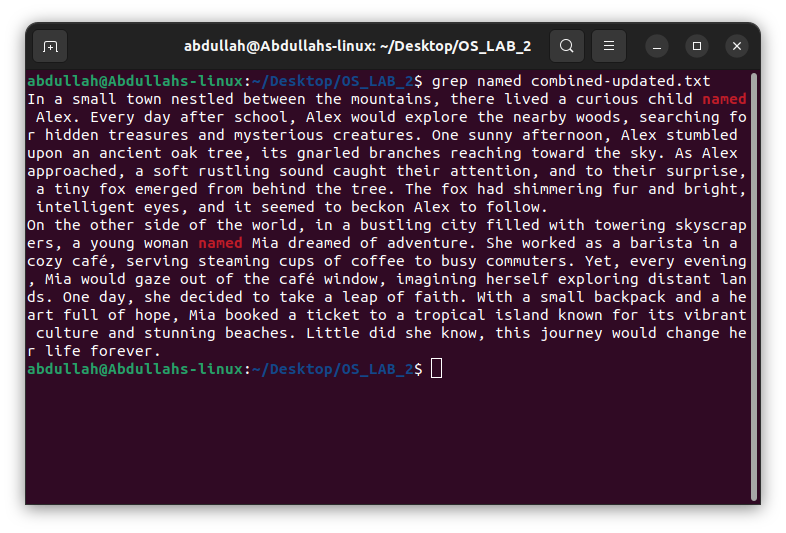 abdullah@Abdullahs-linux: ~/Desktop/OS_LAB_2
abdullah@Abdullahs-linux:~/Desktop/OS_LAB_2$ grep named combined-updated.txt
In a small town nestled between the mountains, there lived a curious child named
 Alex. Every day after school, Alex would explore the nearby woods, searching fo
r hidden treasures and mysterious creatures. One sunny afternoon, Alex stumbled
upon an ancient oak tree, its gnarled branches reaching toward the sky. As Alex
approached, a soft rustling sound caught their attention, and to their surprise,
 a tiny fox emerged from behind the tree. The fox had shimmering fur and bright,
 intelligent eyes, and it seemed to beckon Alex to follow.
On the other side of the world, in a bustling city filled with towering skyscrap
ers, a young woman named Mia dreamed of adventure. She worked as a barista in a
cozy café, serving steaming cups of coffee to busy commuters. Yet, every evening
, Mia would gaze out of the café window, imagining herself exploring distant lan
ds. One day, she decided to take a leap of faith. With a small backpack and a he
art full of hope, Mia booked a ticket to a tropical island known for its vibrant
 culture and stunning beaches. Little did she know, this journey would change he
r life forever.
abdullah@Abdullahs-linux:~/Desktop/OS_LAB_2$